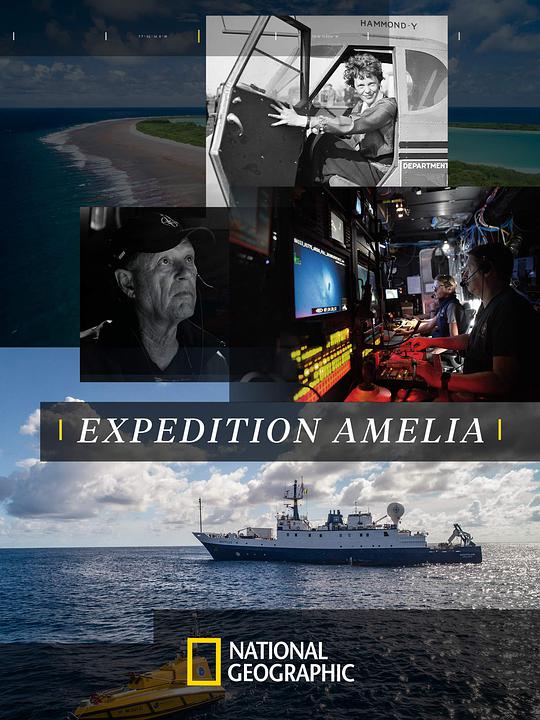 HAMMOND-Y
DEPARTMENT
EXPEDITION AMELIA
NATIONAL
GEOGRAPHIC